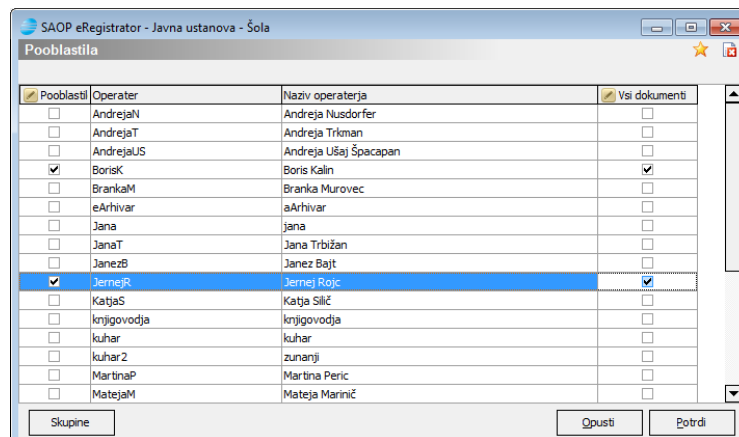 SAOP eRegistrator - Javna ustanova - Šola
Pooblastila
Pooblastil Operater Naziv operaterja Vsi dokumenti
AndrejaN Andreja Nusdorfer
AndrejaT Andreja Trkman
AndrejaUS Andreja Ušaj Špacapan
BorisK Boris Kalin
BrankaM Branka Murovec
eArhivar aArhivar
Jana jana
JanaT Jana Trbižan
JanezB Janez Bajt
JernejR Jernej Rojc
KatjaS Katja Silič
knjigovodja knjigovodja
kuhar kuhar
kuhar2 zunanji
MartinaP Martina Peric
MatejaM Mateja Marinič
Skupine Opusti Potrdi